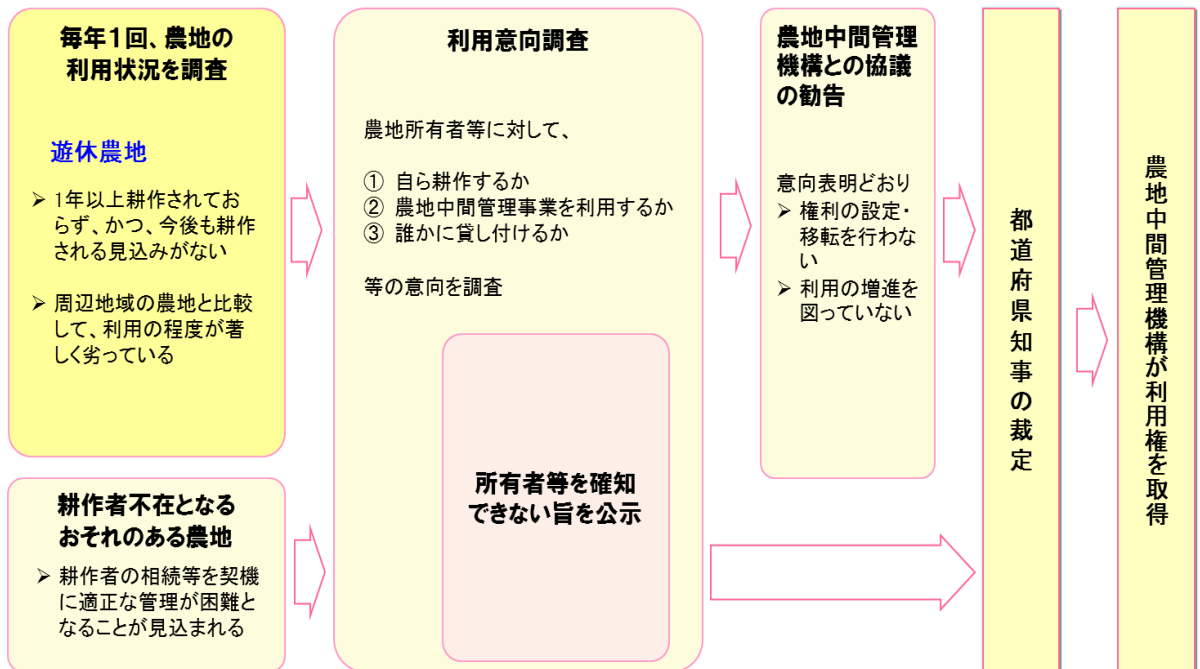 毎年１回、農地の
利用状況を調査
遊休農地
➢ 1年以上耕作されてお
らず、かつ、今後も耕作
される見込みがない
➢ 周辺地域の農地と比較
して、利用の程度が著
しく劣っている
耕作者不在となる
おそれのある農地
➢ 耕作者の相続等を契機
に適正な管理が困難と
なることが見込まれる
利用意向調査
農地所有者等に対して、
① 自ら耕作するか
② 農地中間管理事業を利用するか
③ 誰かに貸し付けるか
等の意向を調査
所有者等を確知
できない旨を公示
農地中間管理
機構との協議
の勧告
意向表明どおり
➢ 権利の設定・
移転を行わな
い
➢ 利用の増進を
図っていない
都道府県知事の裁定
農地中間管理機構が利用権を取得